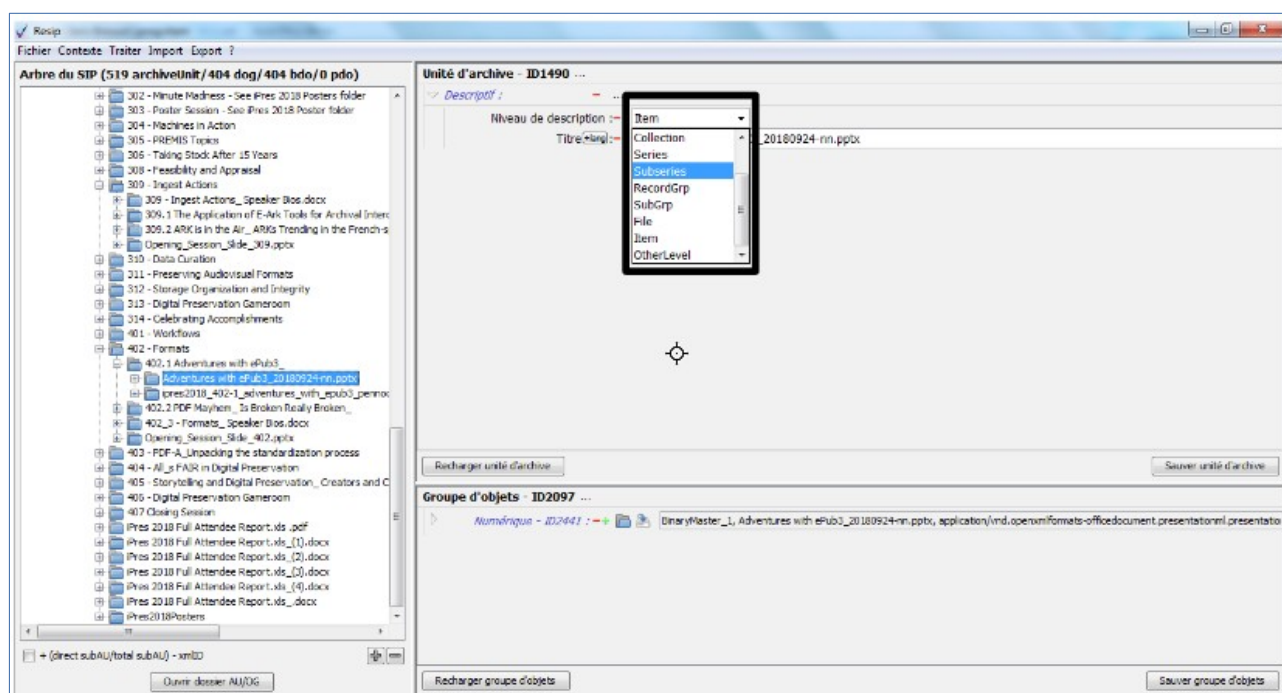 Resip
Fichier Contexte Traiter Import Export ?
Arbre du SIP (519 archiveUnit/404 dog/404 bdo/0 pdo)
302 - Minute Madness - See iPres 2018 Posters folder
303 - Poster Session - See iPres 2018 Poster folder
304 - Machines in Action
305 - PREMIS Topics
306 - Taking Stock After 15 Years
308 - Feasibility and Appraisal
309 - Ingest Actions
309 - Ingest Actions_ Speaker Bios.docx
309.1 The Application of E-Ark Tools for Archival Interc
309.2 ARK is in the Air_ ARKs Trending in the French-s
Opening_Session_Slide_309.pptx
310 - Data Curation
311 - Preserving Audiovisual Formats
312 - Storage Organization and Integrity
313 - Digital Preservation Gameroom
314 - Celebrating Accomplishments
401 - Workflows
402 - Formats
402.1 Adventures with ePub3_
Adventures with ePub3_20180924-nn.pptx
ipres2018_402-1_adventures_with_epub3_pennoc
402.2 PDF Mayhem_ Is Broken Really Broken_
402_3 - Formats_ Speaker Bios.docx
Opening_Session_Slide_402.pptx
403 - PDF-A_Unpacking the standardization process
404 - All_s FAIR in Digital Preservation
405 - Storytelling and Digital Preservation_ Creators and C
406 - Digital Preservation Gameroom
407 Closing Session
iPres 2018 Full Attendee Report.xls .pdf
iPres 2018 Full Attendee Report.xls_(1).docx
iPres 2018 Full Attendee Report.xls_(2).docx
iPres 2018 Full Attendee Report.xls_(3).docx
iPres 2018 Full Attendee Report.xls_(4).docx
iPres 2018 Full Attendee Report.xls_.docx
iPres2018Posters
+ (direct subAU/total subAU) - xmlID
Ouvrir dossier AU/OG
Unité d'archive - ID1490 ...
Descriptif : - ...
Niveau de description :- Item
Titre +lang :- _20180924-nn.pptx
Collection
Series
Subseries
RecordGrp
SubGrp
File
Item
OtherLevel
Recharger unité d'archive
Sauver unité d'archive
Groupe d'objets - ID2097 ...
Numérique - ID2441 : -+ BinaryMaster_1, Adventures with ePub3_20180924-nn.pptx, application/vnd.openxmlformats-officedocument.presentationml.presentatio
Recharger groupe d'objets
Sauver groupe d'objets